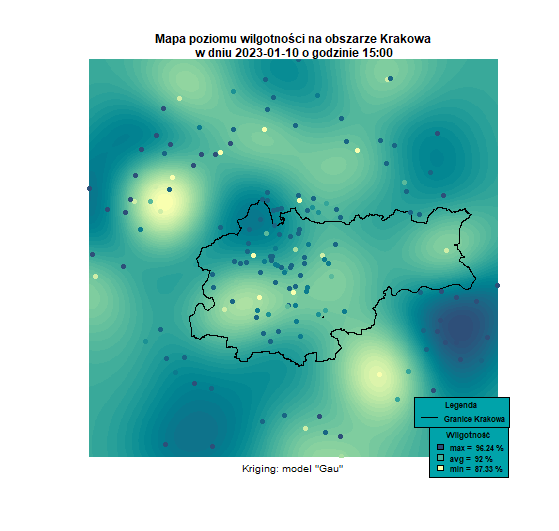 Mapa poziomu wilgotności na obszarze Krakowa
w dniu 2023-01-10 o godzinie 15:00
Legenda
Granice Krakowa
Wilgotność
max = 96.24 %
avg = 92 %
min = 87.33 %
Kriging: model "Gau"